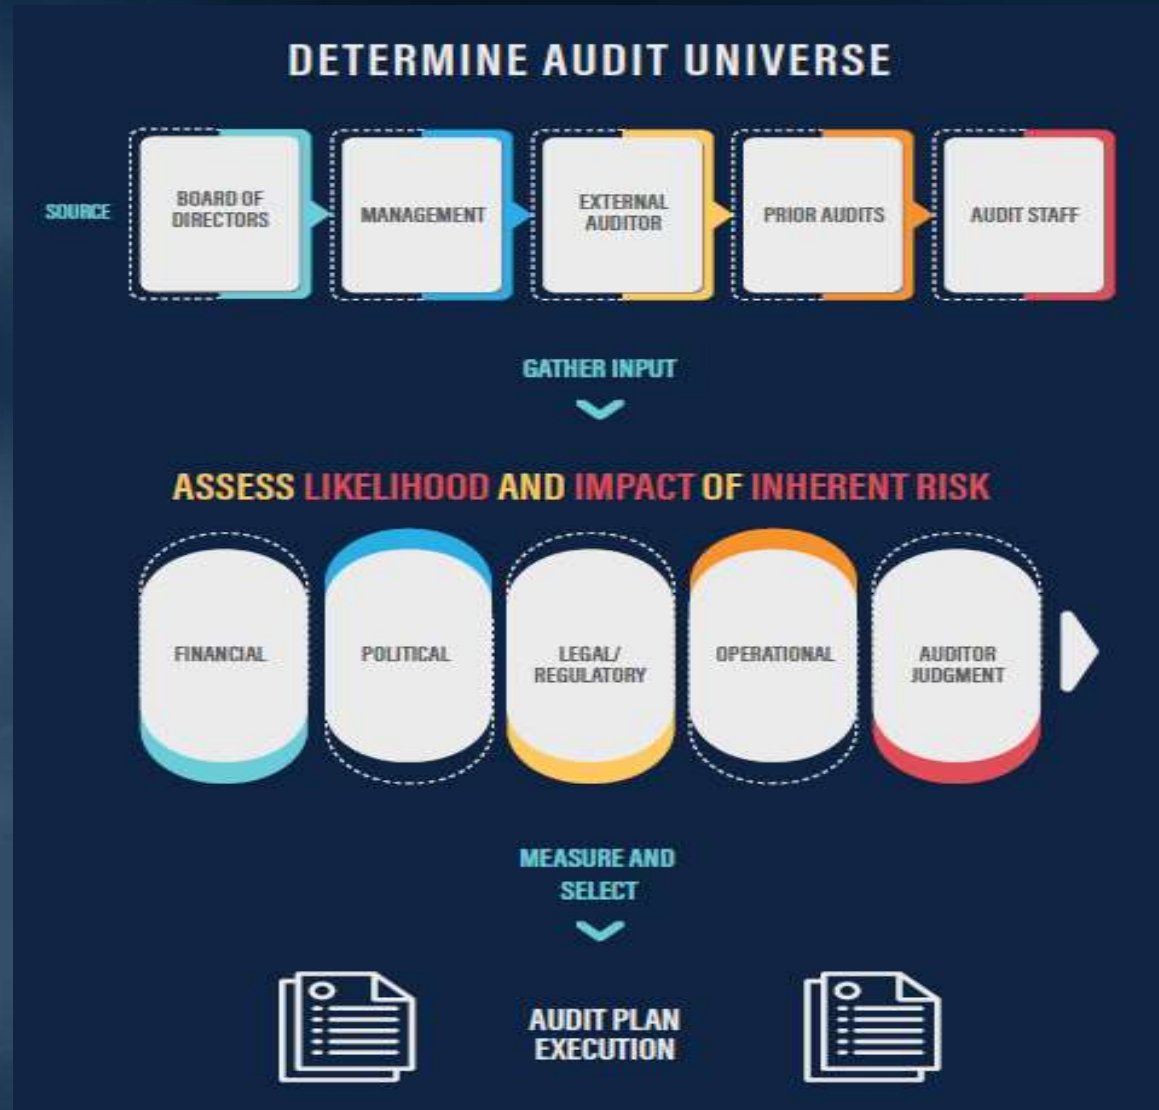 DETERMINE AUDIT UNIVERSE
SOURCE
BOARD OF
DIRECTORS
MANAGEMENT
EXTERNAL
AUDITOR
PRIOR AUDITS
AUDIT STAFF
GATHER INPUT
ASSESS LIKELIHOOD AND IMPACT OF INHERENT RISK
FINANCIAL
POLITICAL
LEGAL/
REGULATORY
OPERATIONAL
AUDITOR
JUDGMENT
MEASURE AND
SELECT
AUDIT PLAN
EXECUTION